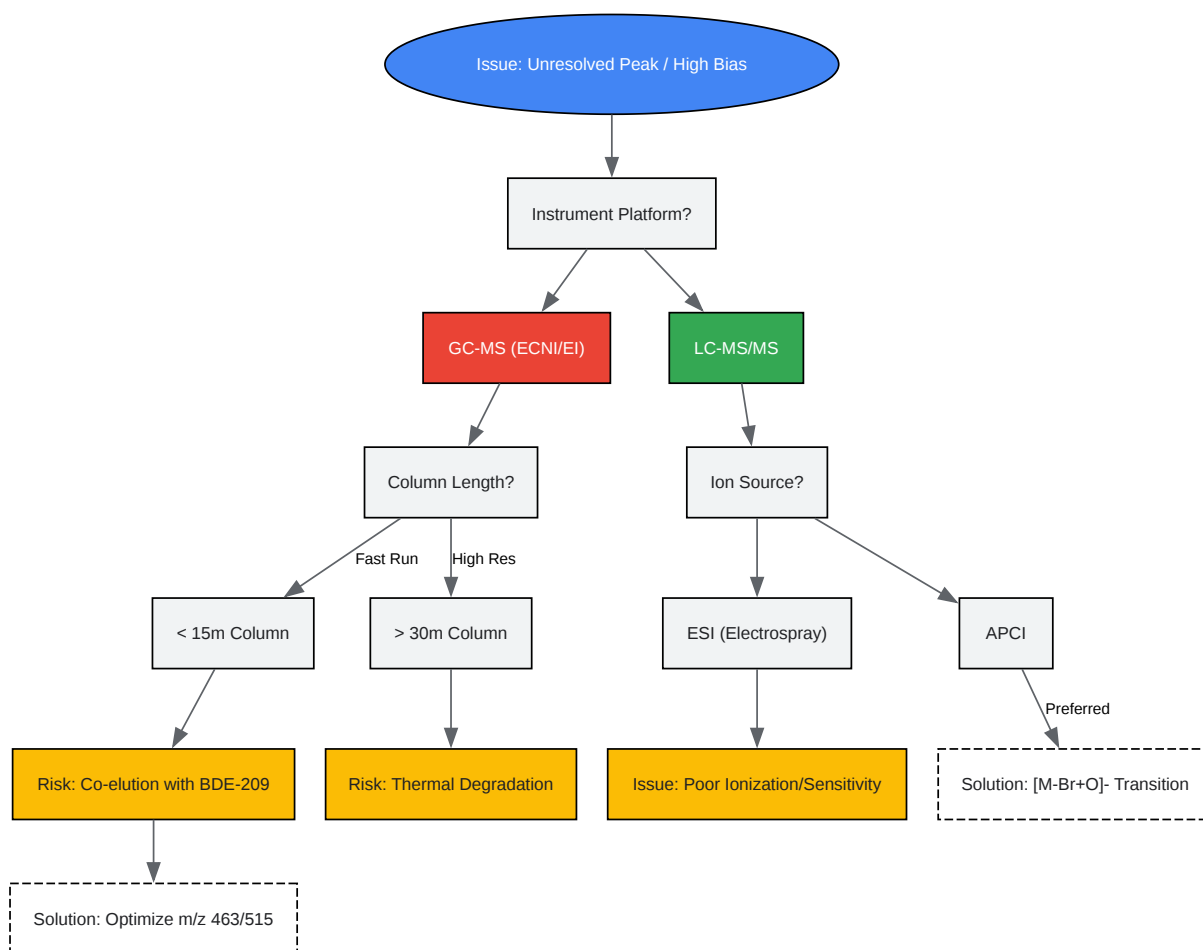 Issue: Unresolved Peak / High Bias
Instrument Platform?
GC-MS (ECNI/EI)
LC-MS/MS
Column Length?
Ion Source?
Fast Run
High Res
< 15m Column
> 30m Column
ESI (Electrospray)
APCI
Preferred
Risk: Co-elution with BDE-209
Risk: Thermal Degradation
Issue: Poor Ionization/Sensitivity
Solution: [M-Br+O]- Transition
Solution: Optimize m/z 463/515